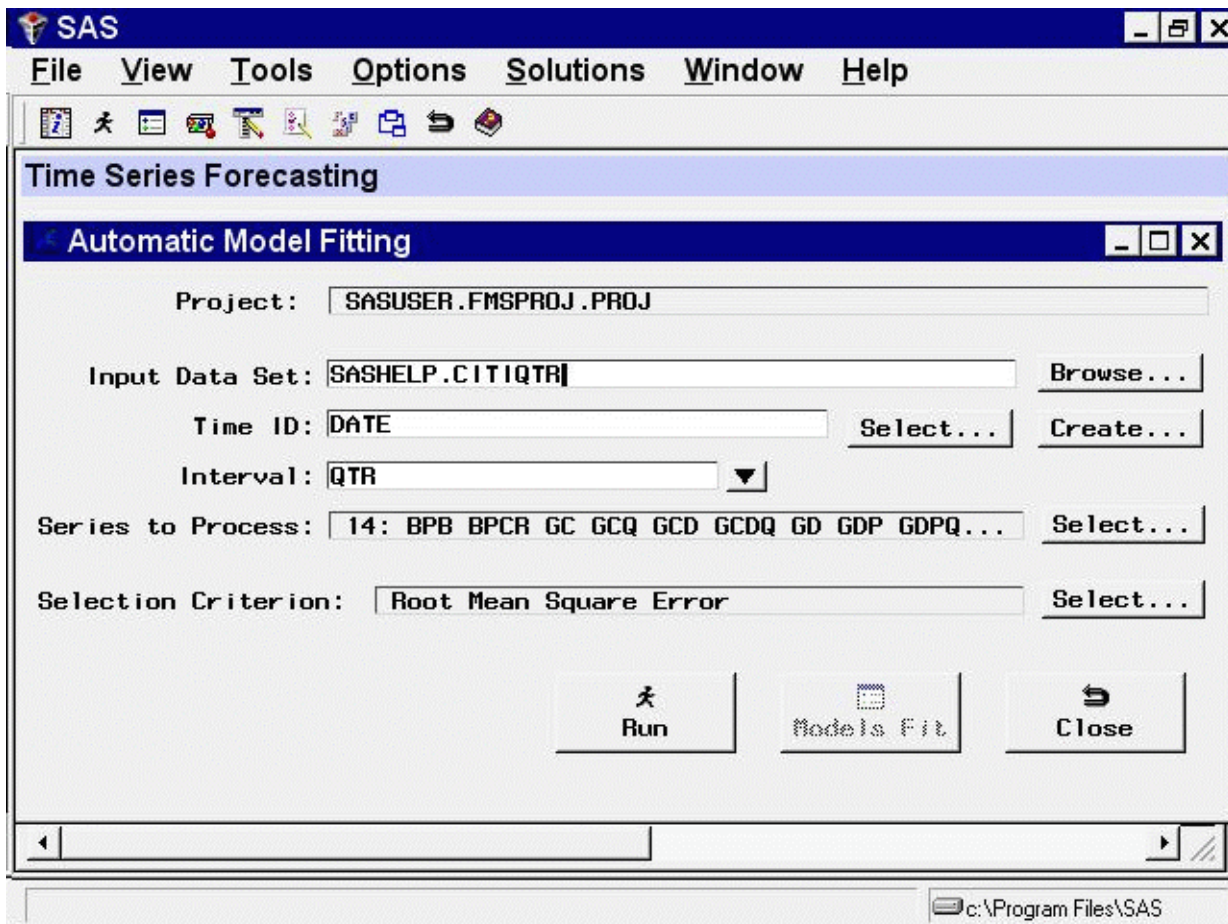 SAS
File View Tools Options Solutions Window Help
Time Series Forecasting
Automatic Model Fitting
Project: SASUSER.FMSPROJ.PROJ
Input Data Set: SASHELP.CITIQTR Browse...
Time ID: DATE Select... Create...
Interval: QTR
Series to Process: 14: BPB BPCR GC GCQ GCD GCDQ GD GDP GDPQ... Select...
Selection Criterion: Root Mean Square Error Select...
Run Models Fit Close
c:\Program Files\SAS